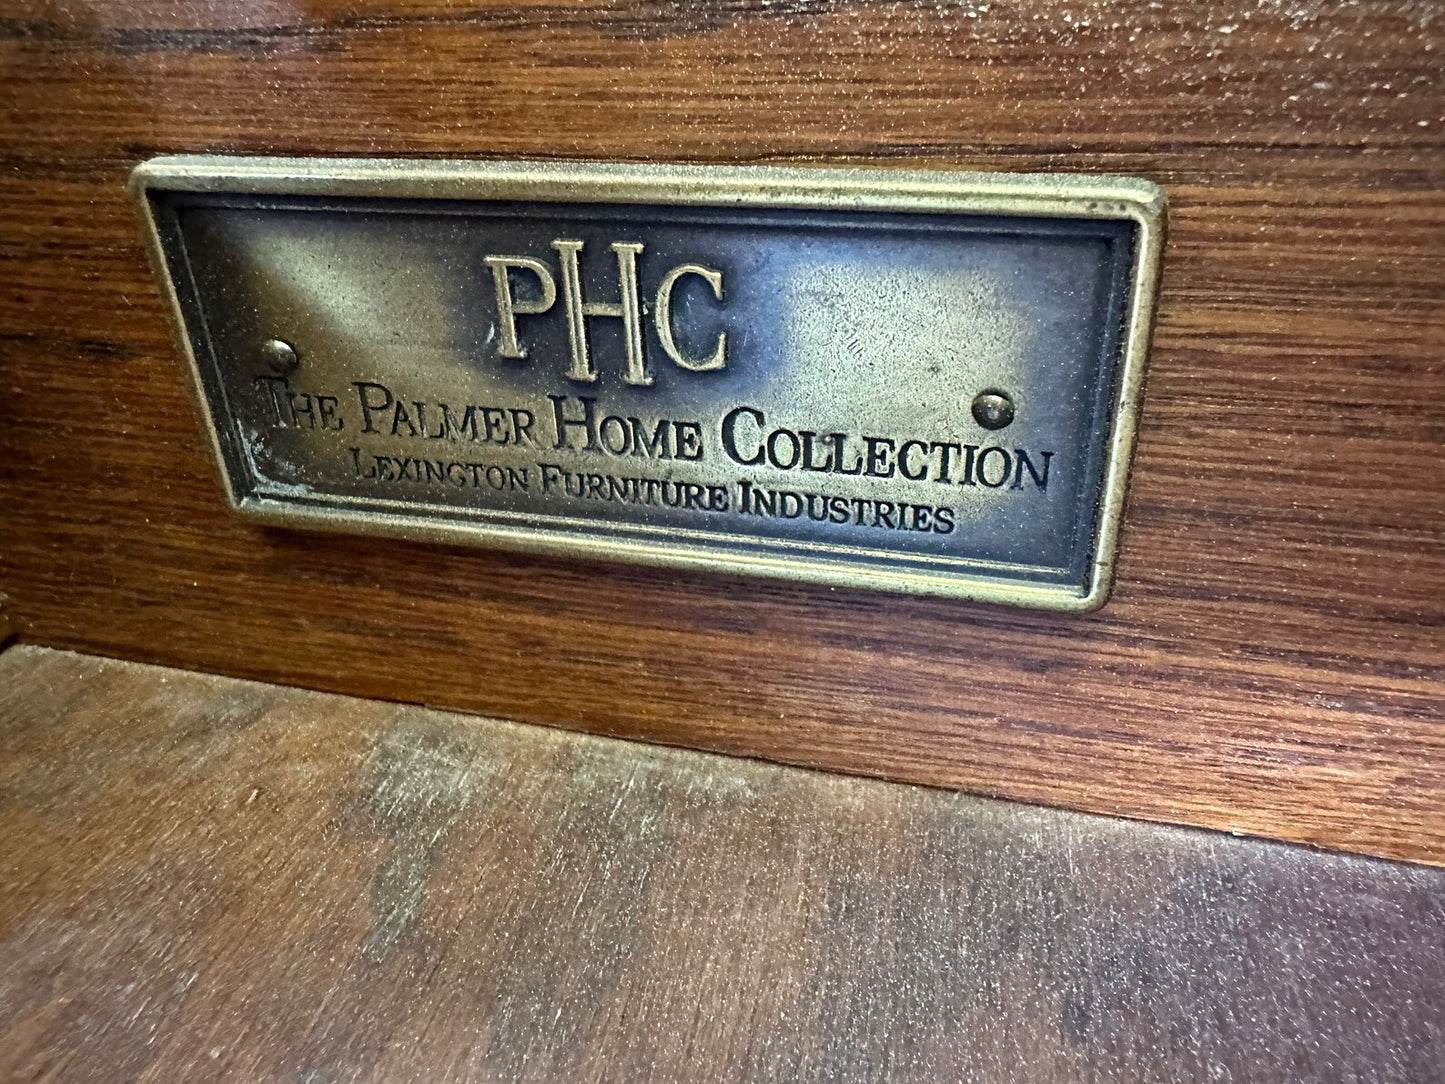 PHC
THE PALMER HOME COLLECTION
LEXINGTON FURNITURE INDUSTRIES